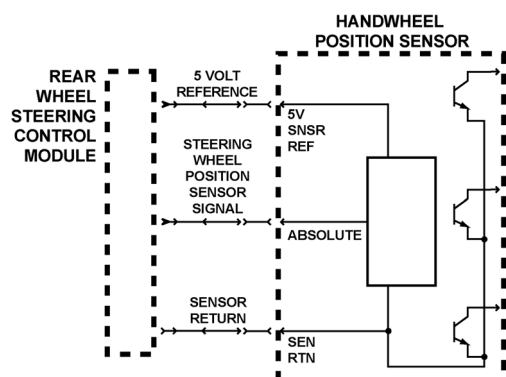 HANDWHEEL
POSITION SENSOR
REAR
WHEEL
STEERING
CONTROL
MODULE
5 VOLT
REFERENCE
5V
SNSR
REF
STEERING
WHEEL
POSITION
SENSOR
SIGNAL
ABSOLUTE
SENSOR
RETURN
SEN
RTN